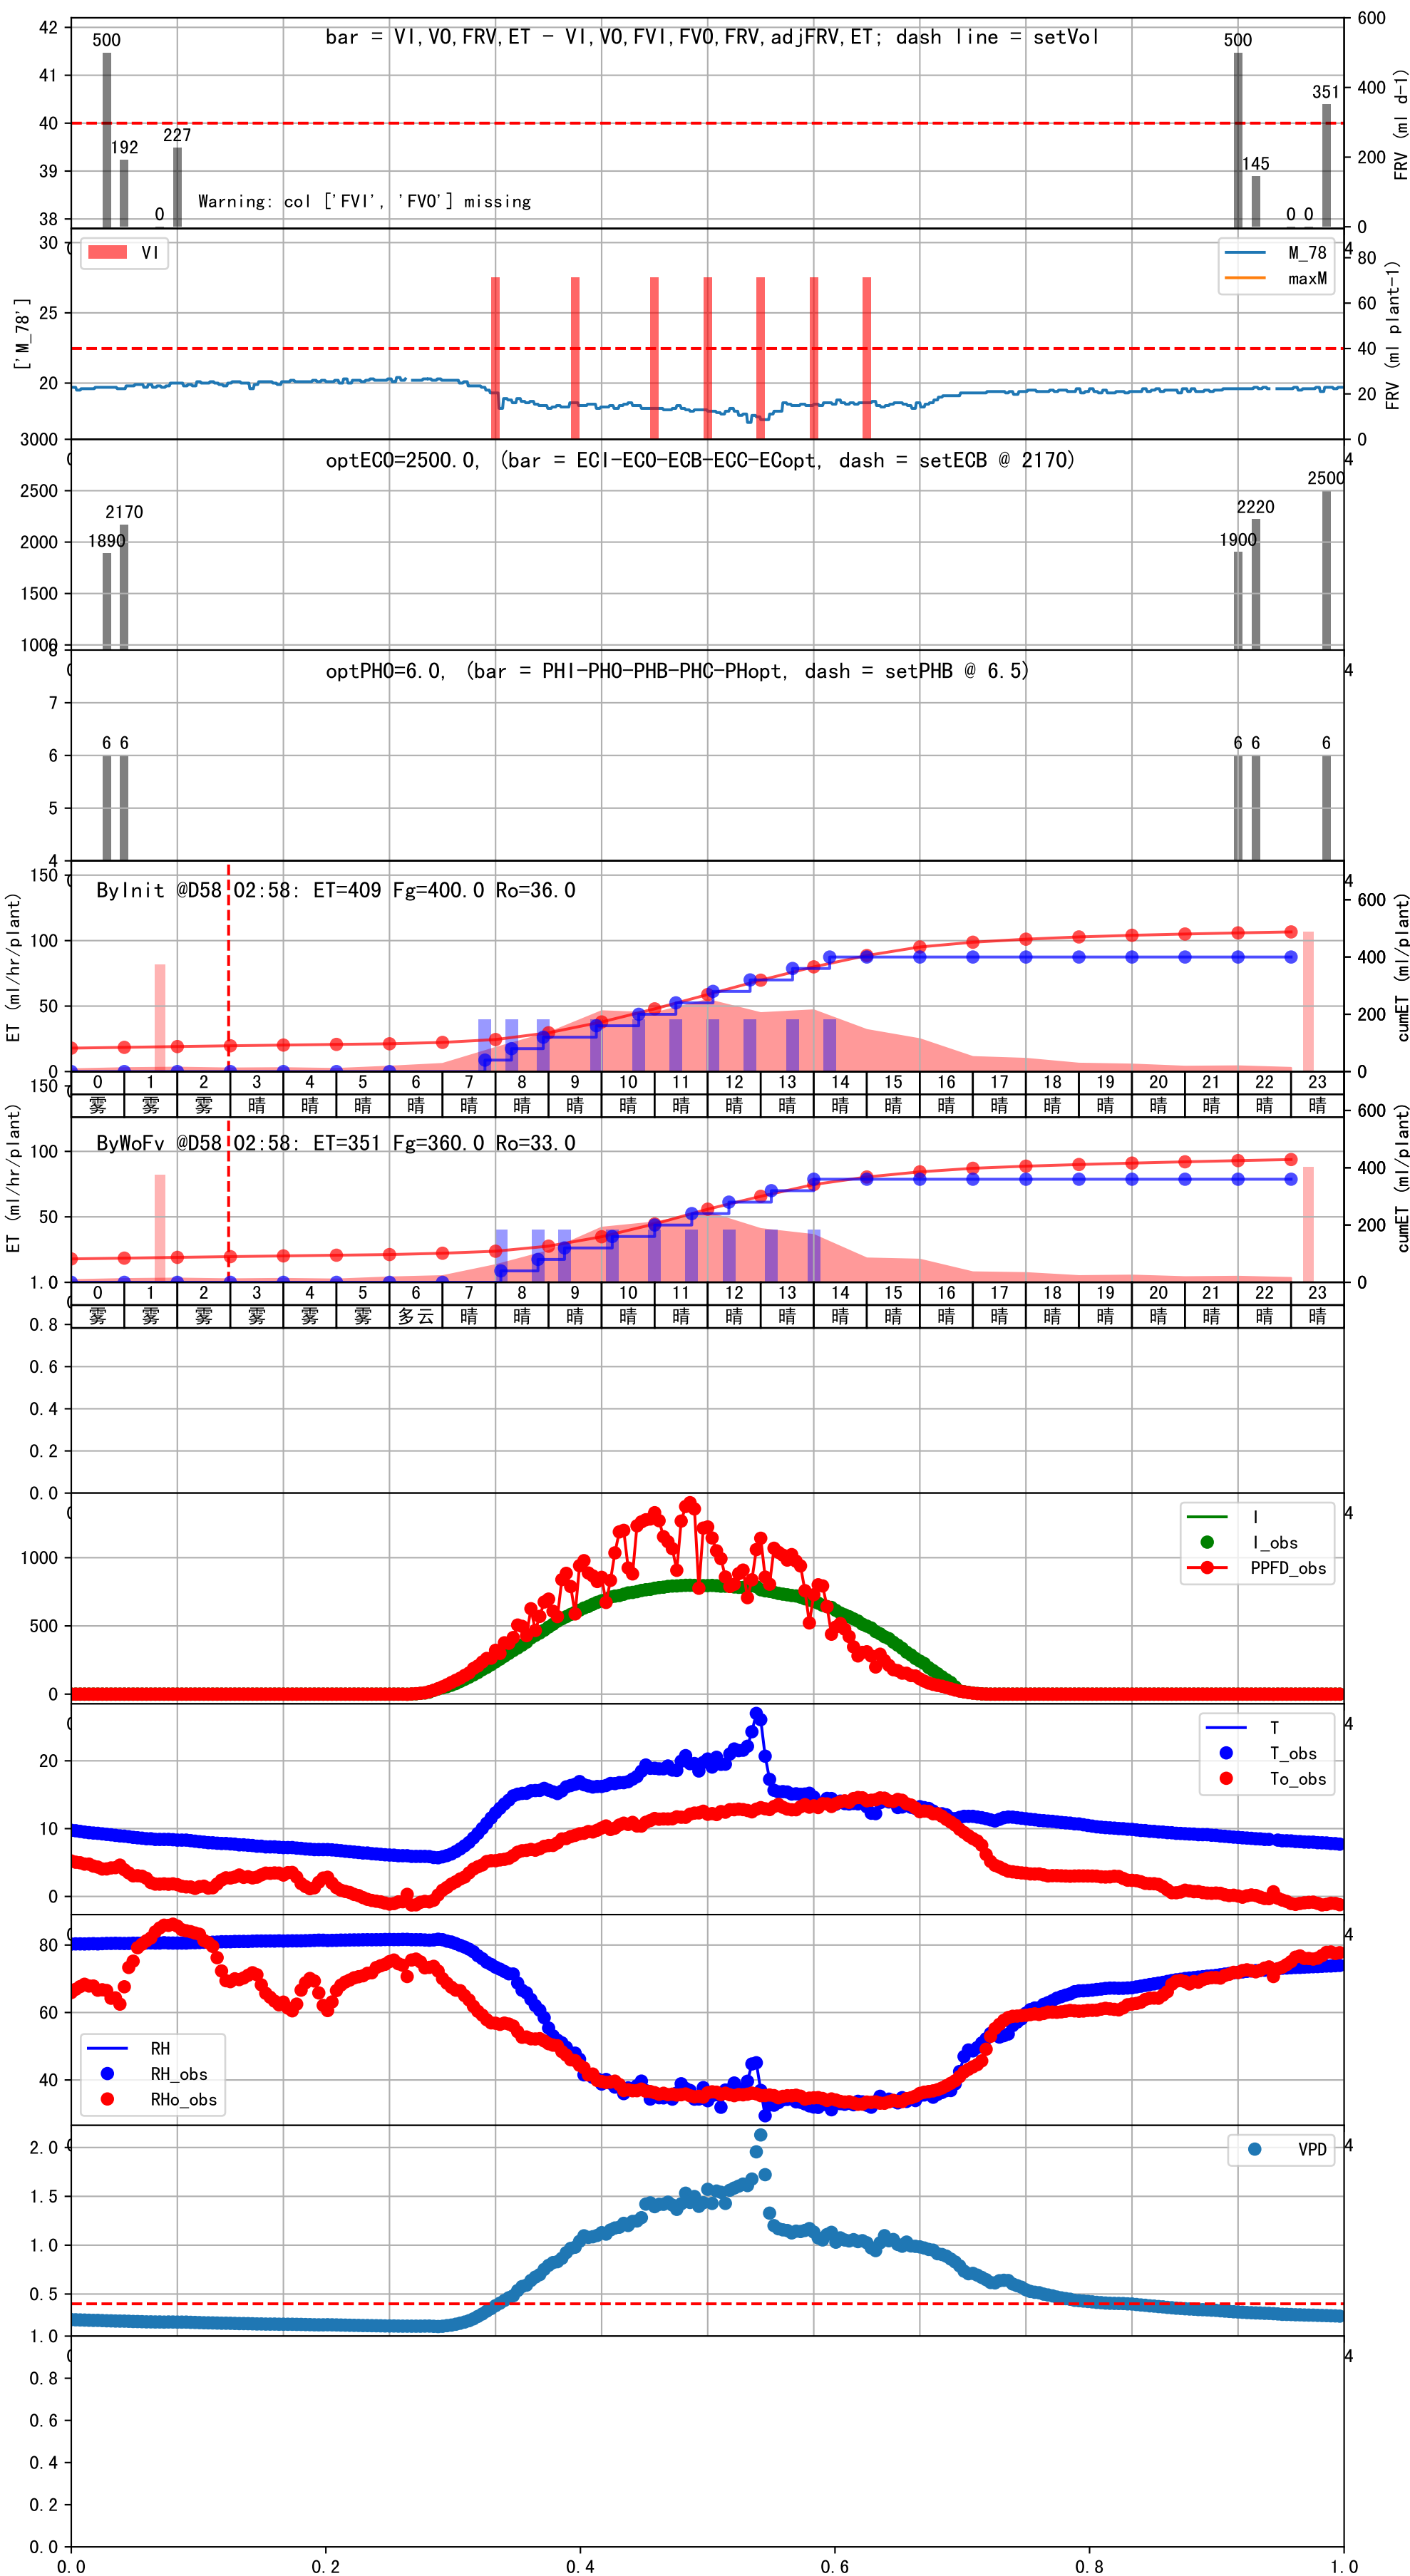 bar = VI,VO,FRV,ET - VI,VO,FVI,FVO,FRV,adjFRV,ET; dash line = setVol
42
41
40
39
38
600
400
200
0
FRV (ml d-1)
500
192
0
227
500
145
0 0
351
Warning: col ['FVI', 'FVO'] missing
VI
M_78
maxM
['M_78']
30
25
20
80
60
40
20
0
FRV (ml plant-1)
4
optECO=2500.0, (bar = ECI-ECO-ECB-ECC-ECopt, dash = setECB @ 2170)
3000
2500
2000
1500
1000
1890
2170
1900
2220
2500
4
optPHO=6.0, (bar = PHI-PHO-PHB-PHC-PHopt, dash = setPHB @ 6.5)
8
7
6
5
4
6 6
6 6
6
4
ByInit @D58 02:58: ET=409 Fg=400.0 Ro=36.0
ET (ml/hr/plant)
150
100
50
0
600
400
200
0
cumET (ml/plant)
4
0 1 2 3 4 5 6 7 8 9 10 11 12 13 14 15 16 17 18 19 20 21 22 23
雾 雾 雾 晴 晴 晴 晴 晴 晴 晴 晴 晴 晴 晴 晴 晴 晴 晴 晴 晴 晴 晴 晴 晴
ByWoFv @D58 02:58: ET=351 Fg=360.0 Ro=33.0
ET (ml/hr/plant)
150
100
50
600
400
200
0
cumET (ml/plant)
0 1 2 3 4 5 6 7 8 9 10 11 12 13 14 15 16 17 18 19 20 21 22 23
雾 雾 雾 雾 雾 雾 多云 晴 晴 晴 晴 晴 晴 晴 晴 晴 晴 晴 晴 晴 晴 晴 晴 晴
1.0
0.8
0.6
0.4
0.2
0.0
4
I
I_obs
PPFD_obs
1000
500
0
4
T
T_obs
To_obs
20
10
0
4
RH
RH_obs
RHo_obs
80
60
40
4
VPD
2.0
1.5
1.0
0.5
4
1.0
0.8
0.6
0.4
0.2
0.0
0.0 0.2 0.4 0.6 0.8 1.0